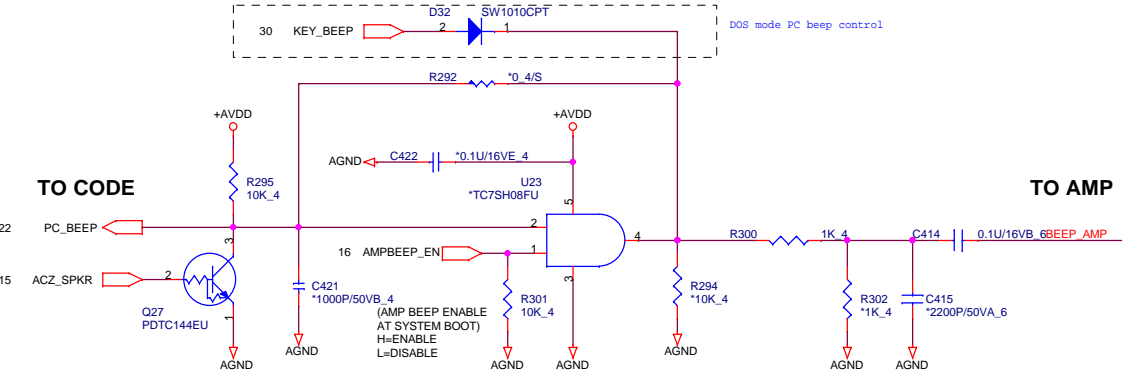 D32
SW1010CPT
30
KEY_BEEP
2
1
DOS mode PC beep control
R292
*0_4/S
+AVDD
+AVDD
AGND
C422
*0.1U/16VE_4
TO CODE
R295
10K_4
U23
*TC7SH08FU
5
TO AMP
22
PC_BEEP
2
4
R300
1K_4
C414
0.1U/16VB_6
BEEP_AMP
3
16
AMPBEEP_EN
1
15
ACZ_SPKR
2
3
C421
*1000P/50VB_4
R301
10K_4
R294
*10K_4
R302
*1K_4
C415
*2200P/50VA_6
Q27
PDTC144EU
1
(AMP BEEP ENABLE
AT SYSTEM BOOT)
H=ENABLE
L=DISABLE
AGND
AGND
AGND
AGND
AGND
AGND
AGND